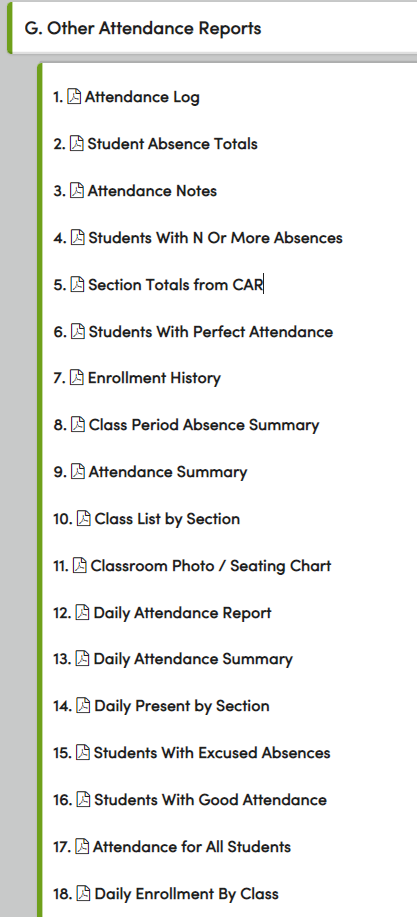 G. Other Attendance Reports
1. Attendance Log
2. Student Absence Totals
3. Attendance Notes
4. Students With N Or More Absences
5. Section Totals from CAR
6. Students With Perfect Attendance
7. Enrollment History
8. Class Period Absence Summary
9. Attendance Summary
10. Class List by Section
11. Classroom Photo / Seating Chart
12. Daily Attendance Report
13. Daily Attendance Summary
14. Daily Present by Section
15. Students With Excused Absences
16. Students With Good Attendance
17. Attendance for All Students
18. Daily Enrollment By Class